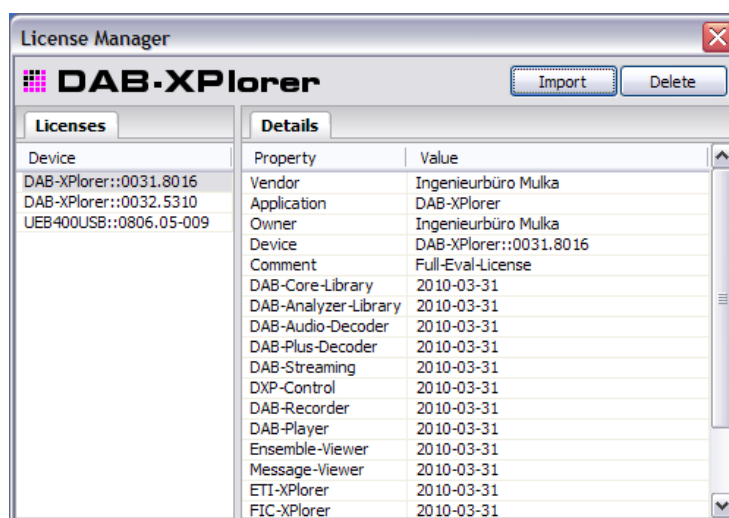 License Manager
DAB-XPlorer
Import Delete
Licenses
Device
DAB-XPlorer::0031.8016
DAB-XPlorer::0032.5310
UEB400USB::0806.05-009
Details
Property Value
Vendor Ingenieurbüro Mulka
Application DAB-XPlorer
Owner Ingenieurbüro Mulka
Device DAB-XPlorer::0031.8016
Comment Full-Eval-License
DAB-Core-Library 2010-03-31
DAB-Analyzer-Library 2010-03-31
DAB-Audio-Decoder 2010-03-31
DAB-Plus-Decoder 2010-03-31
DAB-Streaming 2010-03-31
DXP-Control 2010-03-31
DAB-Recorder 2010-03-31
DAB-Player 2010-03-31
Ensemble-Viewer 2010-03-31
Message-Viewer 2010-03-31
ETI-XPlorer 2010-03-31
FIC-XPlorer 2010-03-31